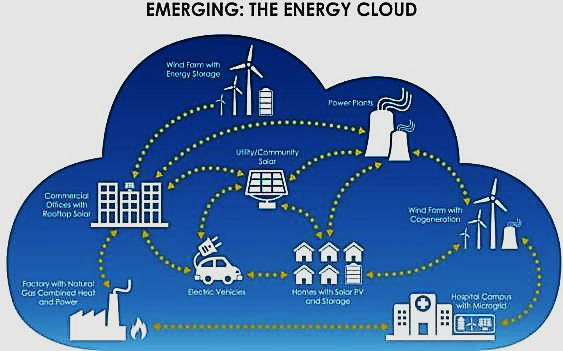 EMERGING: THE ENERGY CLOUD
Wind Farm with
Energy Storage
Power Plants
Utility/Community
Solar
Commercial
Offices with
Rooftop Solar
Wind Farm with
Cogeneration
Factory with Natural
Gas Combined Heat
and Power
Electric Vehicles
Homes with Solar PV
and Storage
Hospital Campus
with Microgrid